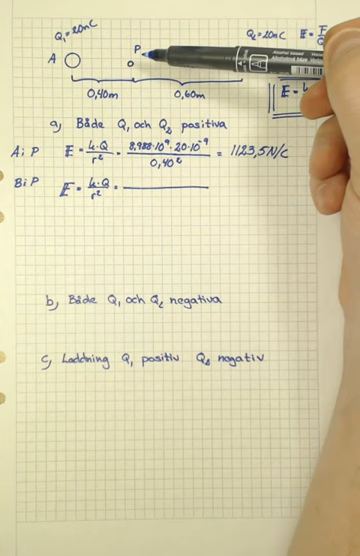 Q₁ = 20nC P Q₂ = 20nC E =
A
0,40m 0,60m E =
a) Både Q₁ och Q₂ positiva
A i P E = k·Q / r² = 8,988·10⁹·20·10⁻⁹ / 0,40² = 1123,5N/C
B i P E = k·Q / r² =
b) Både Q₁ och Q₂ negativa
c) Laddning Q₁ positiv Q₂ negativ